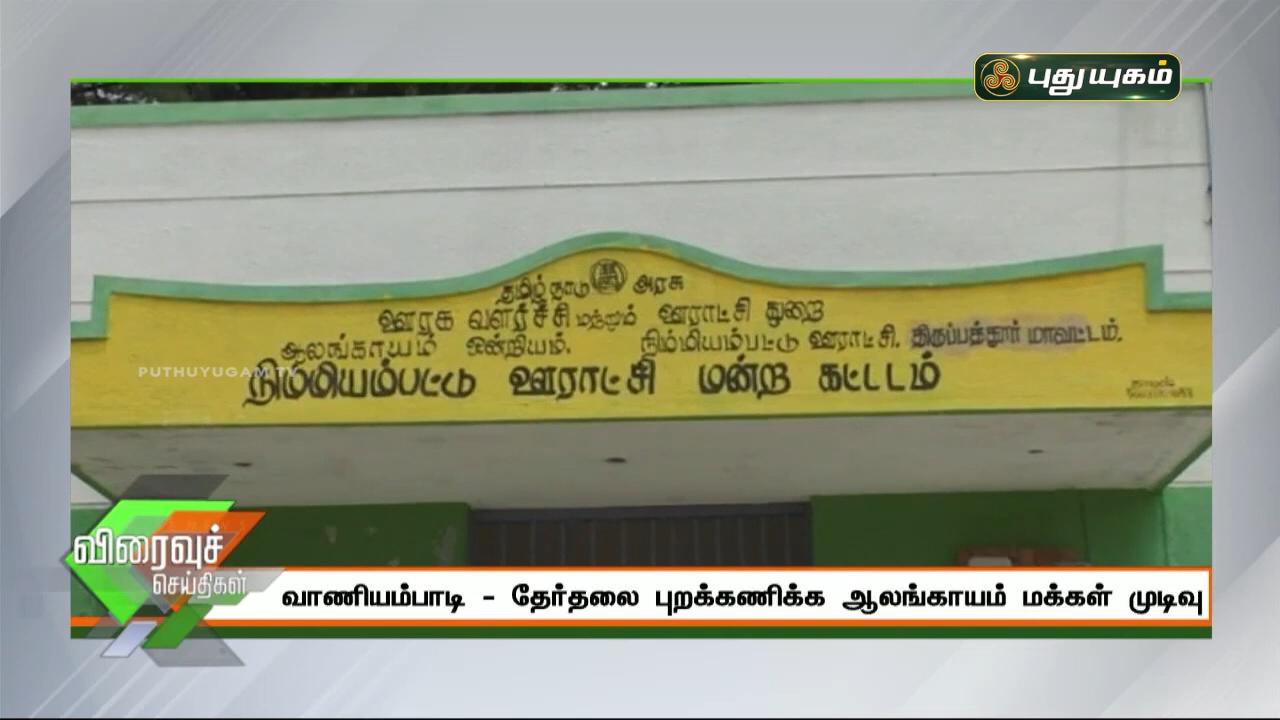 புதுயுகம்
தமிழ்நாடு அரசு
ஊரக வளர்ச்சி மற்றும் ஊராட்சி துறை
ஆலங்காயம் ஒன்றியம். நிம்மியம்பட்டு ஊராட்சி. திருப்பத்தூர் மாவட்டம்.
PUTHUYUGAM TV
நிம்மியம்பட்டு ஊராட்சி மன்ற கட்டடம்
விரைவுச்
செய்திகள்
வாணியம்பாடி - தேர்தலை புறக்கணிக்க ஆலங்காயம் மக்கள் முடிவு